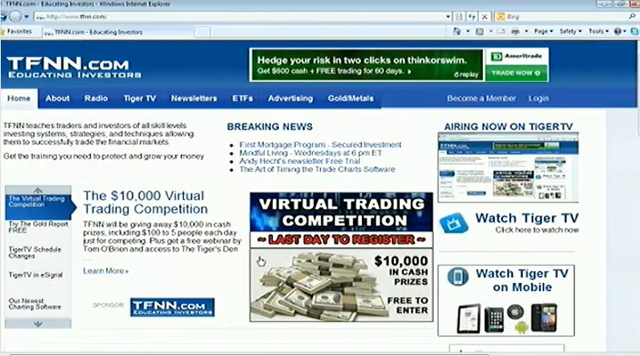 TFNN.com - Educating Investors - Windows Internet Explorer
http://www.tfnn.com/
Bing
Favorites
TFNN.com - Educating Investors
Page
Safety
Tools
TFNN.COM
EDUCATING INVESTORS
Hedge your risk in two clicks on thinkorswim.
Get $600 cash + FREE trading for 60 days.
replay
Ameritrade
TRADE NOW
Home
About
Radio
Tiger TV
Newsletters
ETFs
Advertising
Gold/Metals
Become a Member
Login
TFNN teaches traders and investors of all skill levels
investing systems, strategies, and techniques allowing
them to successfully trade the financial markets.
Get the training you need to protect and grow your money
BREAKING NEWS
First Mortgage Program - Secured Investment
Mindful Living - Wednesdays at 6 pm ET
Andy Hecht's newsletter Free Trial
The Art of Timing the Trade Charts Software
AIRING NOW ON TIGERTV
Watch Tiger TV
Click here to watch now
Watch Tiger TV
on Mobile
The Virtual Trading
Competition
Try The Gold Report
FREE
TigerTV Schedule
Changes
TigerTV in eSignal
Our Newest
Charting Software
The $10,000 Virtual
Trading Competition
TFNN will be giving away $10,000 in cash
prizes, including $100 to 5 people each day
just for competing. Plus get a free webinar by
Tom O'Brien and access to The Tiger's Den
...
Learn More »
SPONSOR:
TFNN.COM
EDUCATING INVESTORS
VIRTUAL TRADING
COMPETITION
~ LAST DAY TO REGISTER ~
$10,000
IN CASH
PRIZES
FREE TO
ENTER